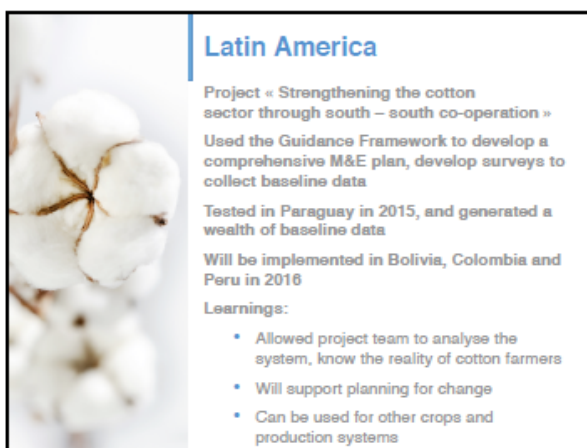 Latin America
Project « Strengthening the cotton
sector through south – south co-operation »
Used the Guidance Framework to develop a
comprehensive M&E plan, develop surveys to
collect baseline data
Tested in Paraguay in 2015, and generated a
wealth of baseline data
Will be implemented in Bolivia, Colombia and
Peru in 2016
Learnings:
• Allowed project team to analyse the
system, know the reality of cotton farmers
• Will support planning for change
• Can be used for other crops and
production systems